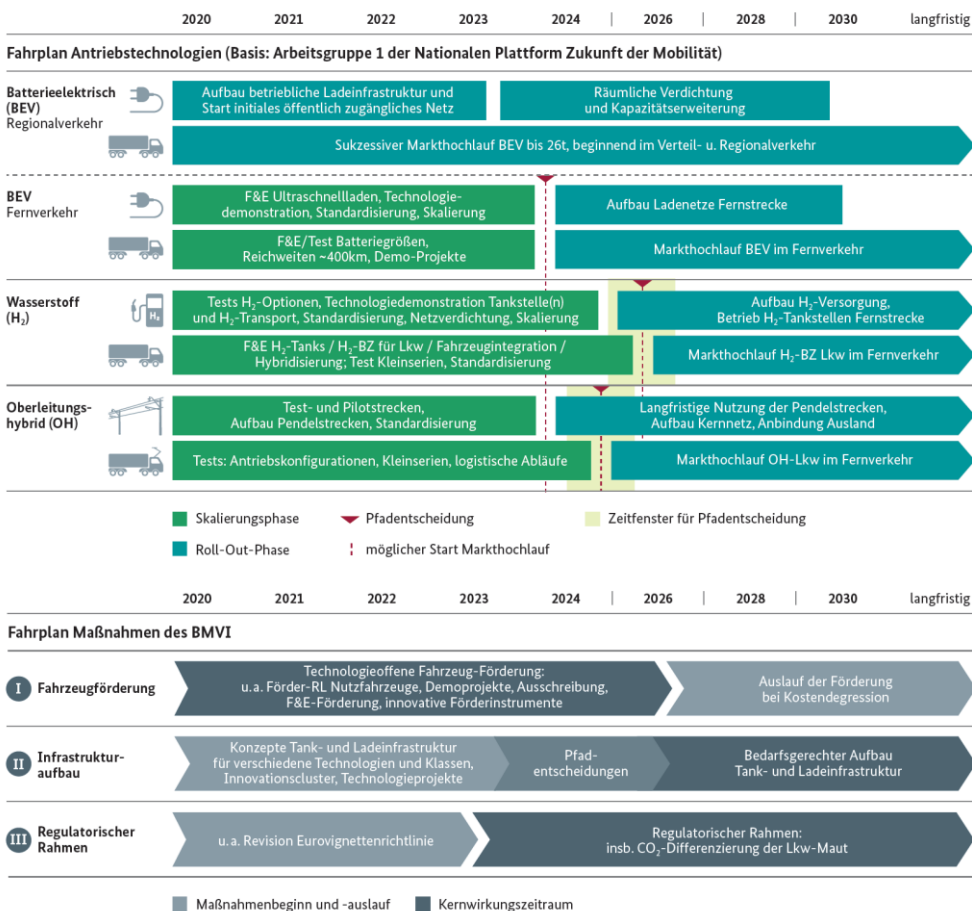 2020 2021 2022 2023 2024 | 2026 | 2028 | 2030 langfristig
Fahrplan Antriebstechnologien (Basis: Arbeitsgruppe 1 der Nationalen Plattform Zukunft der Mobilität)
Batterieelektrisch
(BEV)
Regionalverkehr
Aufbau betriebliche Ladeinfrastruktur und
Start initiales öffentlich zugängliches Netz
Räumliche Verdichtung
und Kapazitätserweiterung
Sukzessiver Markthochlauf BEV bis 26t, beginnend im Verteil- u. Regionalverkehr
BEV
Fernverkehr
F&E Ultraschnellladen, Technologie-
demonstration, Standardisierung, Skalierung
Aufbau Ladenetze Fernstrecke
F&E/Test Batteriegrößen,
Reichweiten ~400km, Demo-Projekte
Markthochlauf BEV im Fernverkehr
Wasserstoff
(H₂)
H₂
Tests H₂-Optionen, Technologiedemonstration Tankstelle(n)
und H₂-Transport, Standardisierung, Netzverdichtung, Skalierung
Aufbau H₂-Versorgung,
Betrieb H₂-Tankstellen Fernstrecke
F&E H₂-Tanks / H₂-BZ für Lkw / Fahrzeugintegration /
Hybridisierung; Test Kleinserien, Standardisierung
Markthochlauf H₂-BZ Lkw im Fernverkehr
Oberleitungs-
hybrid (OH)
Test- und Pilotstrecken,
Aufbau Pendelstrecken, Standardisierung
Langfristige Nutzung der Pendelstrecken,
Aufbau Kernnetz, Anbindung Ausland
Tests: Antriebskonfigurationen, Kleinserien, logistische Abläufe
Markthochlauf OH-Lkw im Fernverkehr
Skalierungsphase
Pfadentscheidung
Zeitfenster für Pfadentscheidung
Roll-Out-Phase
möglicher Start Markthochlauf
2020 2021 2022 2023 2024 | 2026 | 2028 | 2030 langfristig
Fahrplan Maßnahmen des BMVI
I Fahrzeugförderung
Technologieoffene Fahrzeug-Förderung:
u.a. Förder-RL Nutzfahrzeuge, Demoprojekte, Ausschreibung,
F&E-Förderung, innovative Förderinstrumente
Auslauf der Förderung
bei Kostendegression
II Infrastruktur-
aufbau
Konzepte Tank- und Ladeinfrastruktur
für verschiedene Technologien und Klassen,
Innovationscluster, Technologieprojekte
Pfad-
entscheidungen
Bedarfsgerechter Aufbau
Tank- und Ladeinfrastruktur
III Regulatorischer
Rahmen
u.a. Revision Eurovignettenrichtlinie
Regulatorischer Rahmen:
insb. CO₂-Differenzierung der Lkw-Maut
Maßnahmenbeginn und -auslauf
Kernwirkungszeitraum